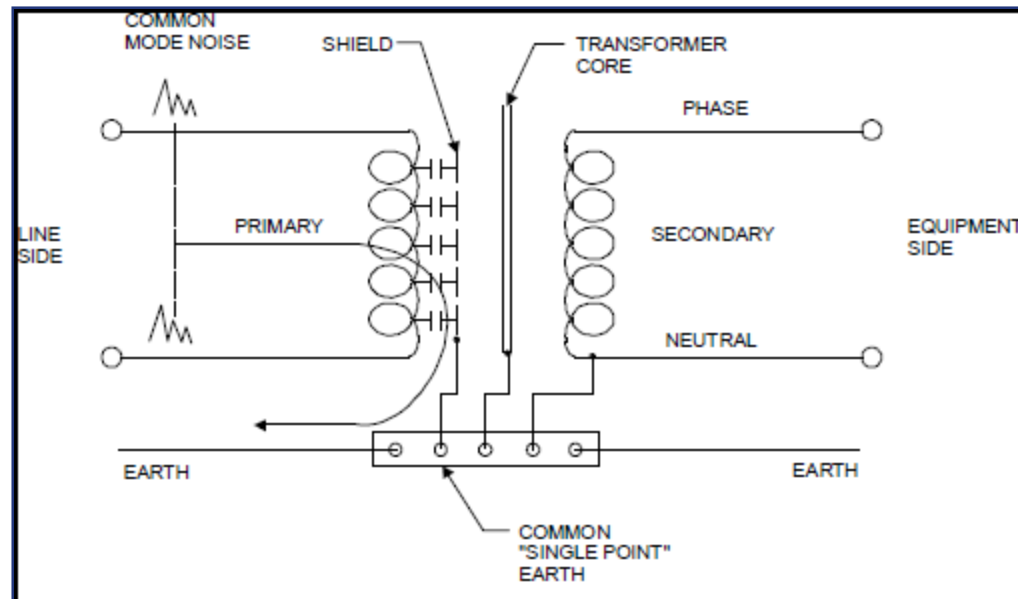 COMMON
MODE NOISE
SHIELD
TRANSFORMER
CORE
PHASE
LINE
SIDE
PRIMARY
SECONDARY
EQUIPMENT
SIDE
NEUTRAL
EARTH
EARTH
COMMON
"SINGLE POINT"
EARTH